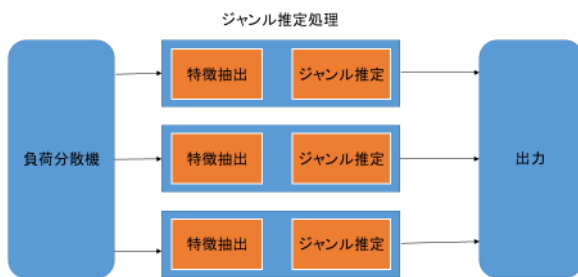 ジャンル推定処理
負荷分散機
特徴抽出
ジャンル推定
特徴抽出
ジャンル推定
特徴抽出
ジャンル推定
出力